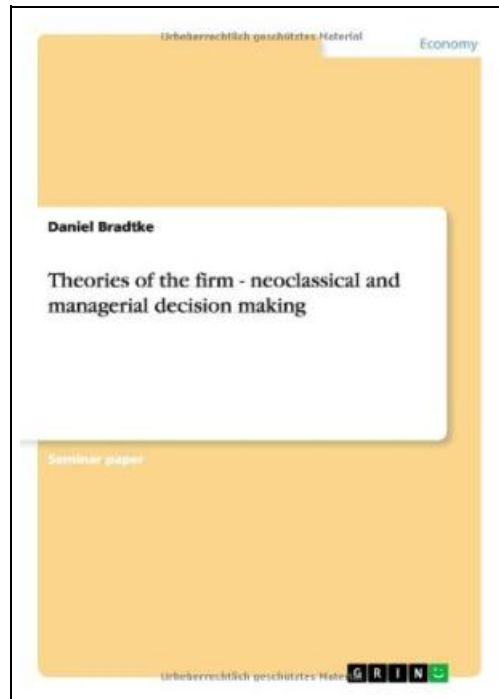 Urheberrechtlich geschütztes Material
Economy
Daniel Bradtke
Theories of the firm - neoclassical and
managerial decision making
Seminar paper
Urheberrechtlich geschütztes Mate
GRIN